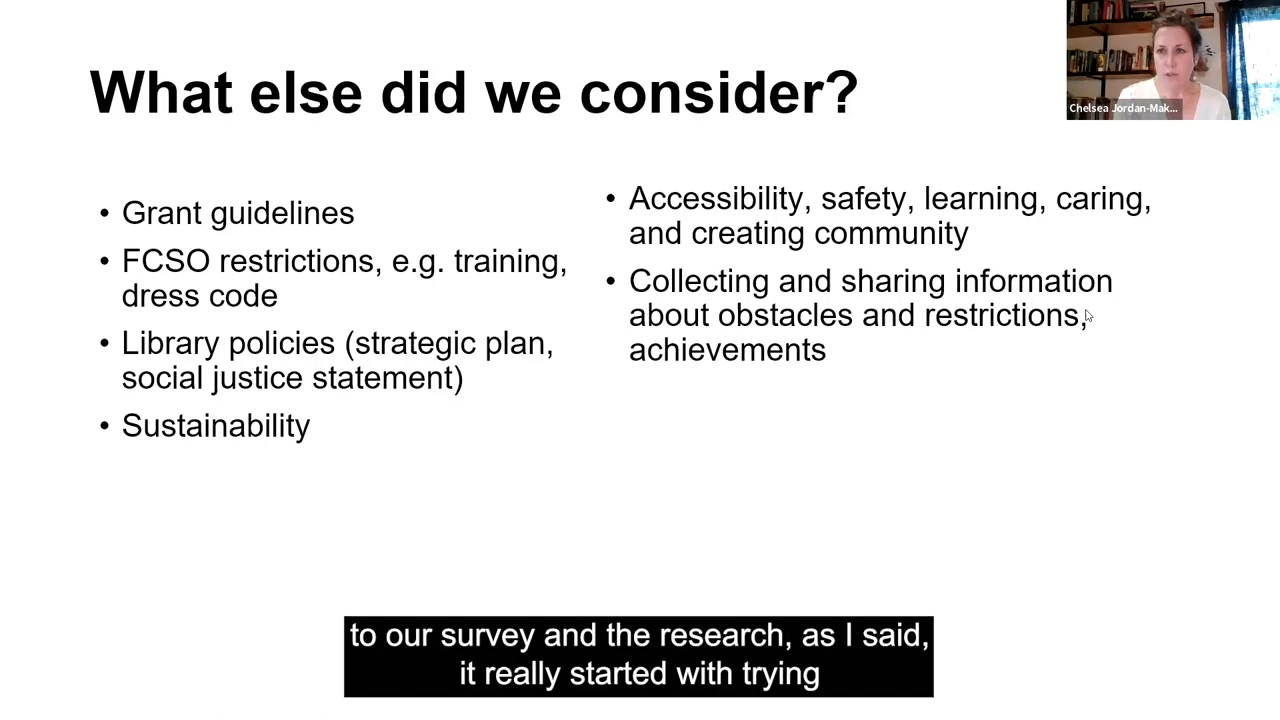 What else did we consider?
• Grant guidelines
• FCSO restrictions, e.g. training,
dress code
• Library policies (strategic plan,
social justice statement)
• Sustainability
• Accessibility, safety, learning, caring,
and creating community
• Collecting and sharing information
about obstacles and restrictions,
achievements
Chelsea Jordan-Mak...
to our survey and the research, as I said,
it really started with trying